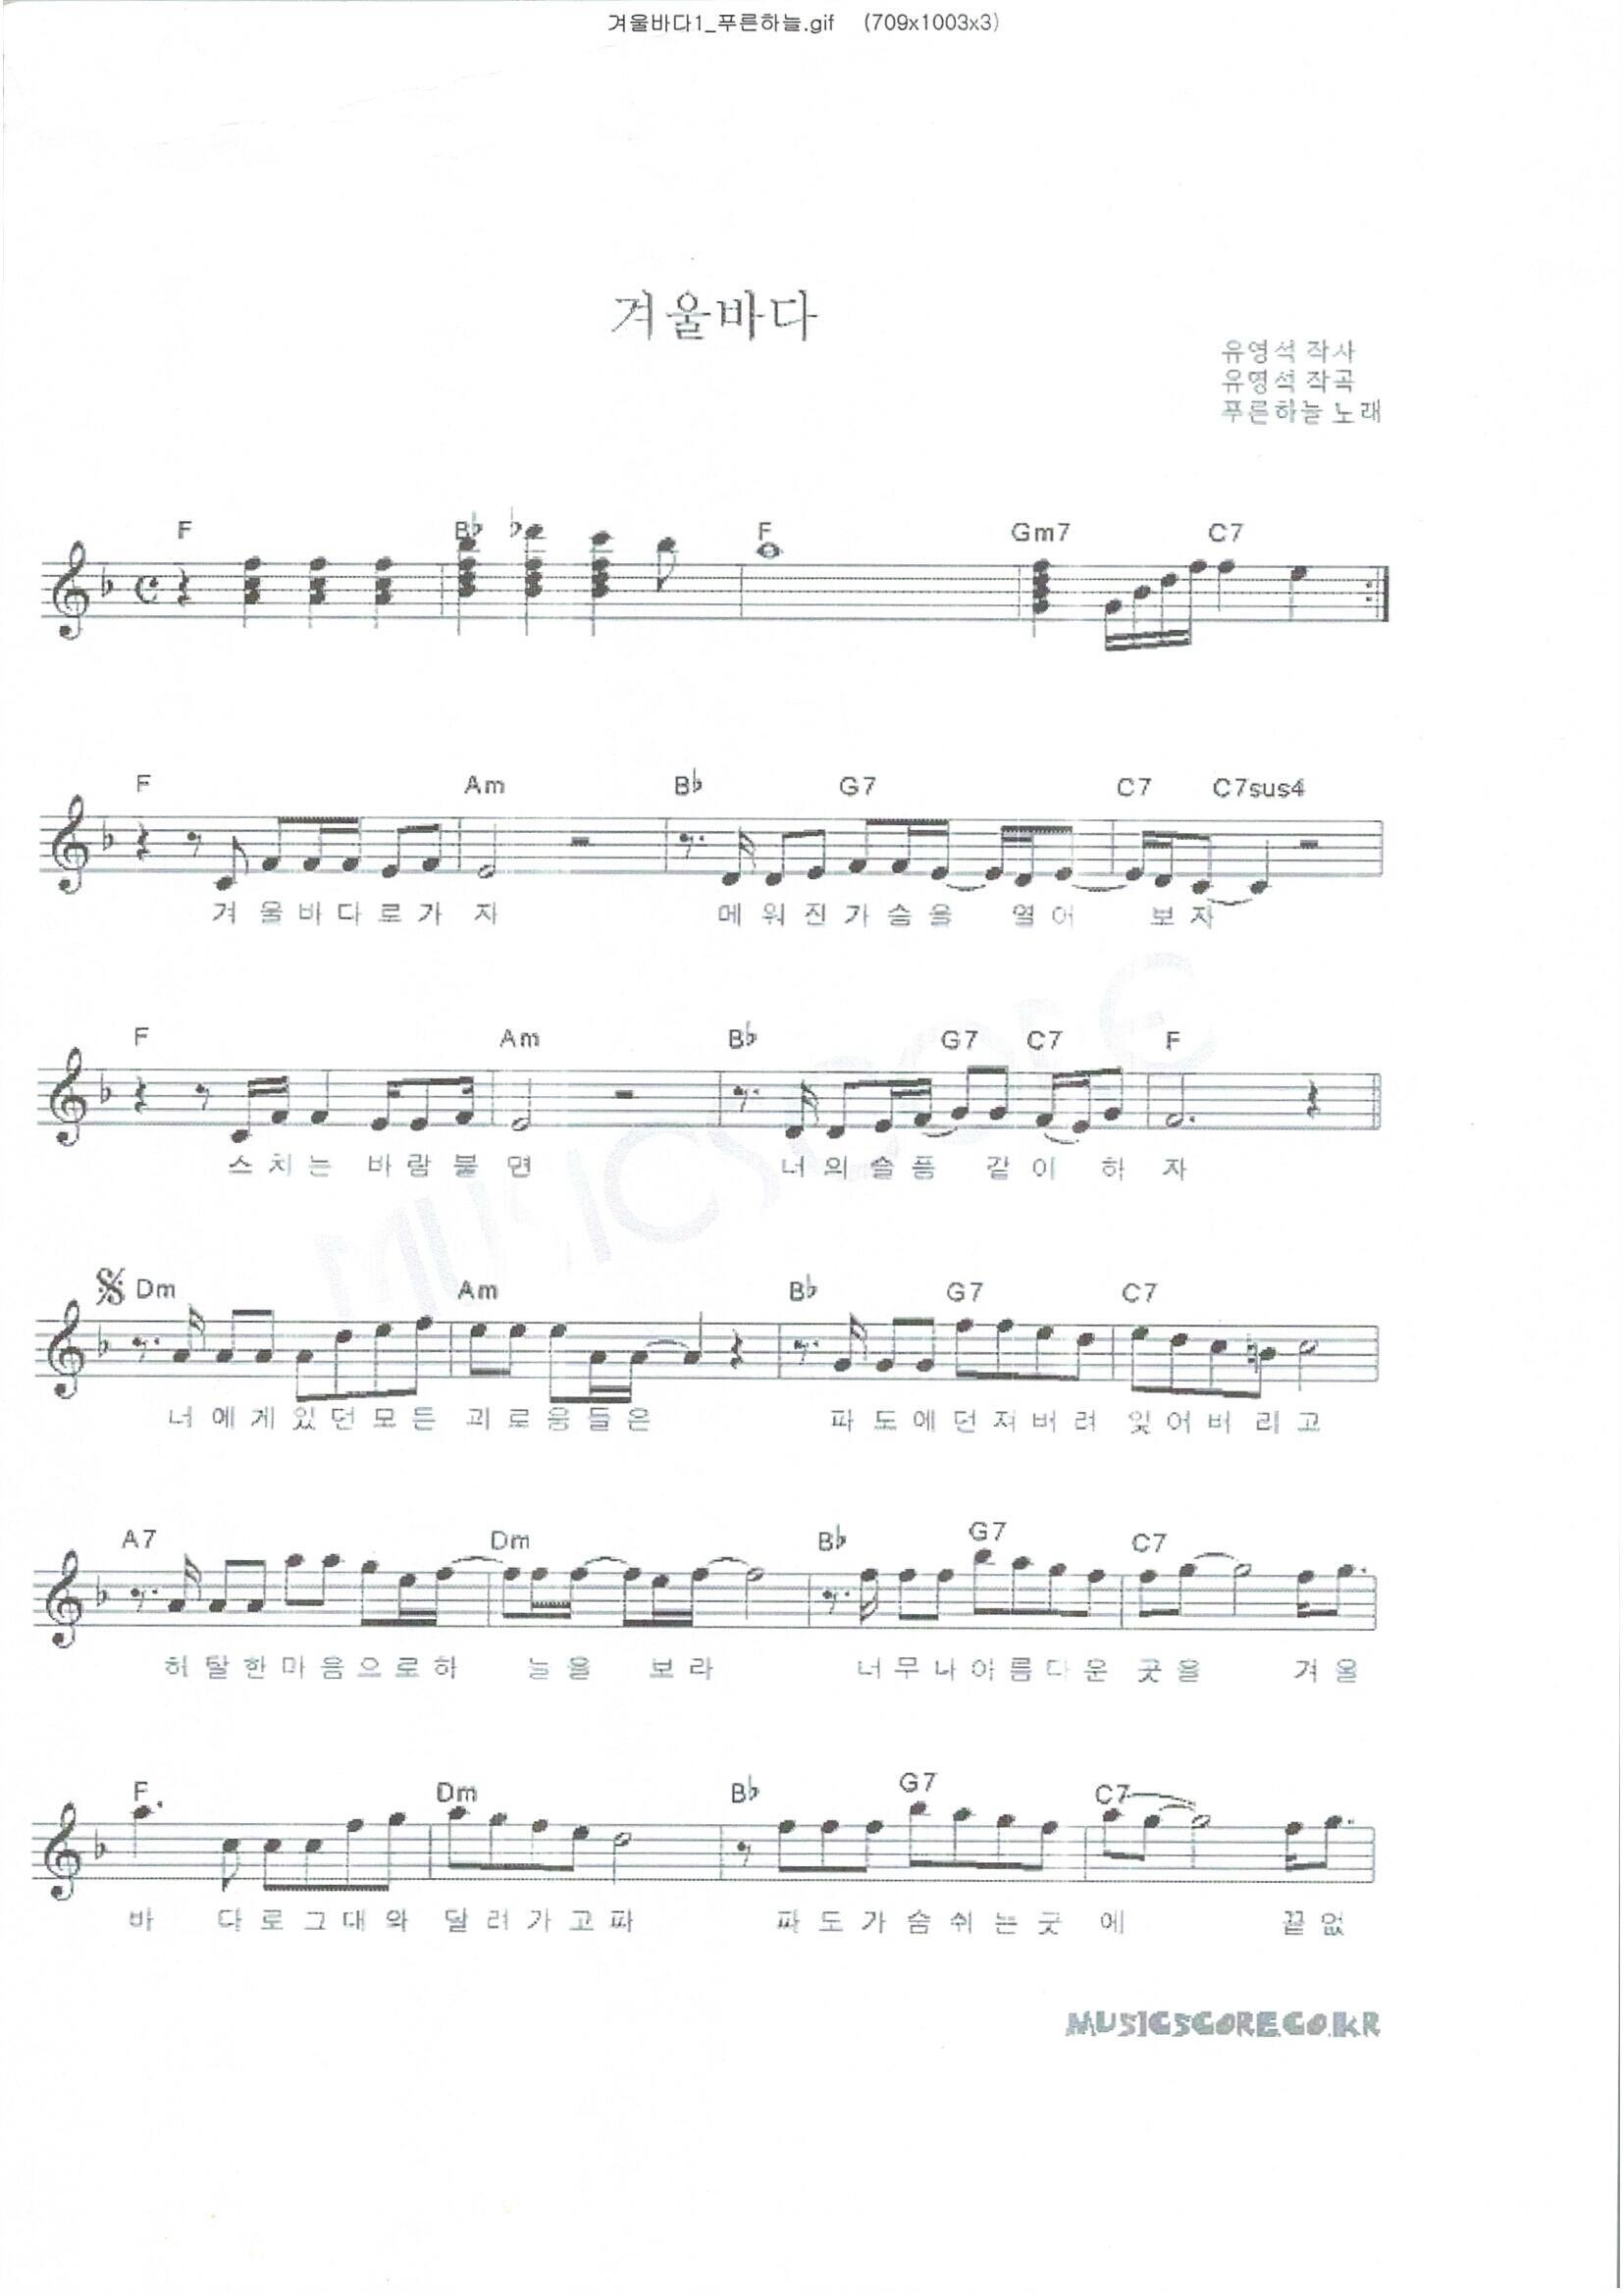 겨울바다1_푸른하늘.gif (709x1003x3)
겨울바다
유영석 작사
유영석 작곡
푸른하늘 노래
F B♭ F Gm7 C7
F Am B♭ G7 C7 C7sus4
겨 울 바 다 로 가 자 메 워 진 가 슴 을 열 어 보 자
F Am B♭ G7 C7 F
스 치 는 바 람 불 면 너 의 슬 픔 같 이 하 자
Dm Am B♭ G7 C7
너 에 게 있 던 모 든 괴 로 움 들 은 파 도 에 던 져 버 려 잊 어 버 리 고
A7 Dm B♭ G7 C7
허 탈 한 마 음 으 로 하 늘 을 보 라 너 무 나 아 름 다 운 곳 을 겨 울
F Dm B♭ G7 C7
바 다 로 그 대 와 달 려 가 고 파 파 도 가 숨 쉬 는 곳 에 끝 없
MUSICSCORE.CO.KR
MUSICSCORE